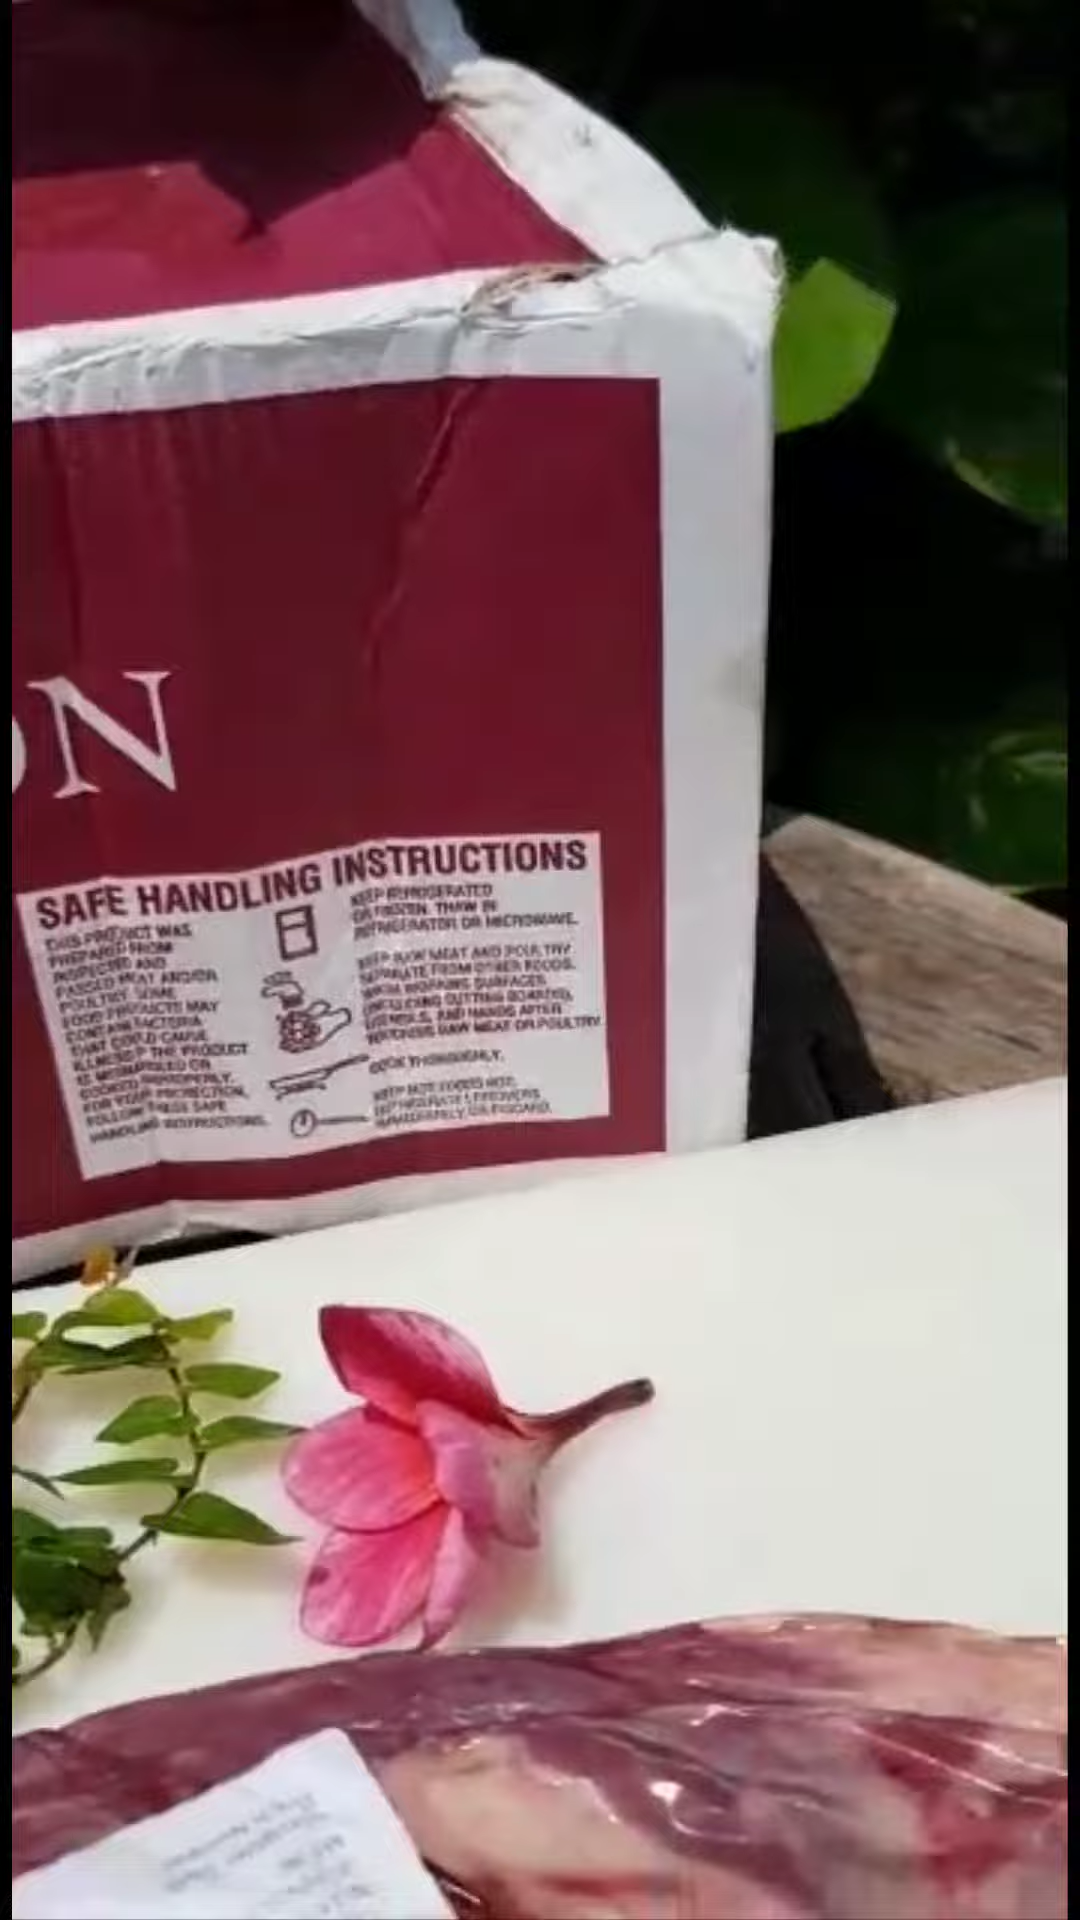 ON
SAFE HANDLING INSTRUCTIONS
THIS PRODUCT WAS
PREPARED FROM
INSPECTED AND
PASSED MEAT AND/OR
POULTRY. SOME
FOOD PRODUCTS MAY
CONTAIN BACTERIA
THAT COULD CAUSE
ILLNESS IF THE PRODUCT
IS MISHANDLED OR
COOKED IMPROPERLY.
FOR YOUR PROTECTION,
FOLLOW THESE SAFE
HANDLING INSTRUCTIONS.
KEEP REFRIGERATED
OR FROZEN. THAW IN
REFRIGERATOR OR MICROWAVE.
KEEP RAW MEAT AND POULTRY
SEPARATE FROM OTHER FOODS.
WASH WORKING SURFACES
(INCLUDING CUTTING BOARDS),
UTENSILS, AND HANDS AFTER
TOUCHING RAW MEAT OR POULTRY.
COOK THOROUGHLY.
KEEP HOT FOODS HOT.
REFRIGERATE LEFTOVERS
IMMEDIATELY OR DISCARD.